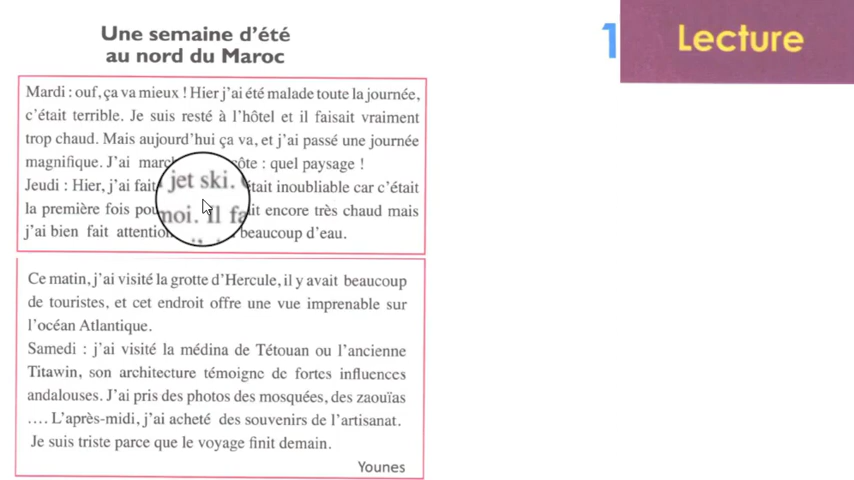 Une semaine d'été
au nord du Maroc
1
Lecture
Mardi : ouf, ça va mieux ! Hier j'ai été malade toute la journée,
c'était terrible. Je suis resté à l'hôtel et il faisait vraiment
trop chaud. Mais aujourd'hui ça va, et j'ai passé une journée
magnifique. J'ai marc ôte : quel paysage !
Jeudi : Hier, j'ai fait jet ski. tait inoubliable car c'était
la première fois pou moi. Il fa it encore très chaud mais
j'ai bien fait attention beaucoup d'eau.
Ce matin, j'ai visité la grotte d'Hercule, il y avait beaucoup
de touristes, et cet endroit offre une vue imprenable sur
l'océan Atlantique.
Samedi : j'ai visité la médina de Tétouan ou l'ancienne
Titawin, son architecture témoigne de fortes influences
andalouses. J'ai pris des photos des mosquées, des zaouïas
.... L'après-midi, j'ai acheté des souvenirs de l'artisanat.
Je suis triste parce que le voyage finit demain.
Younes